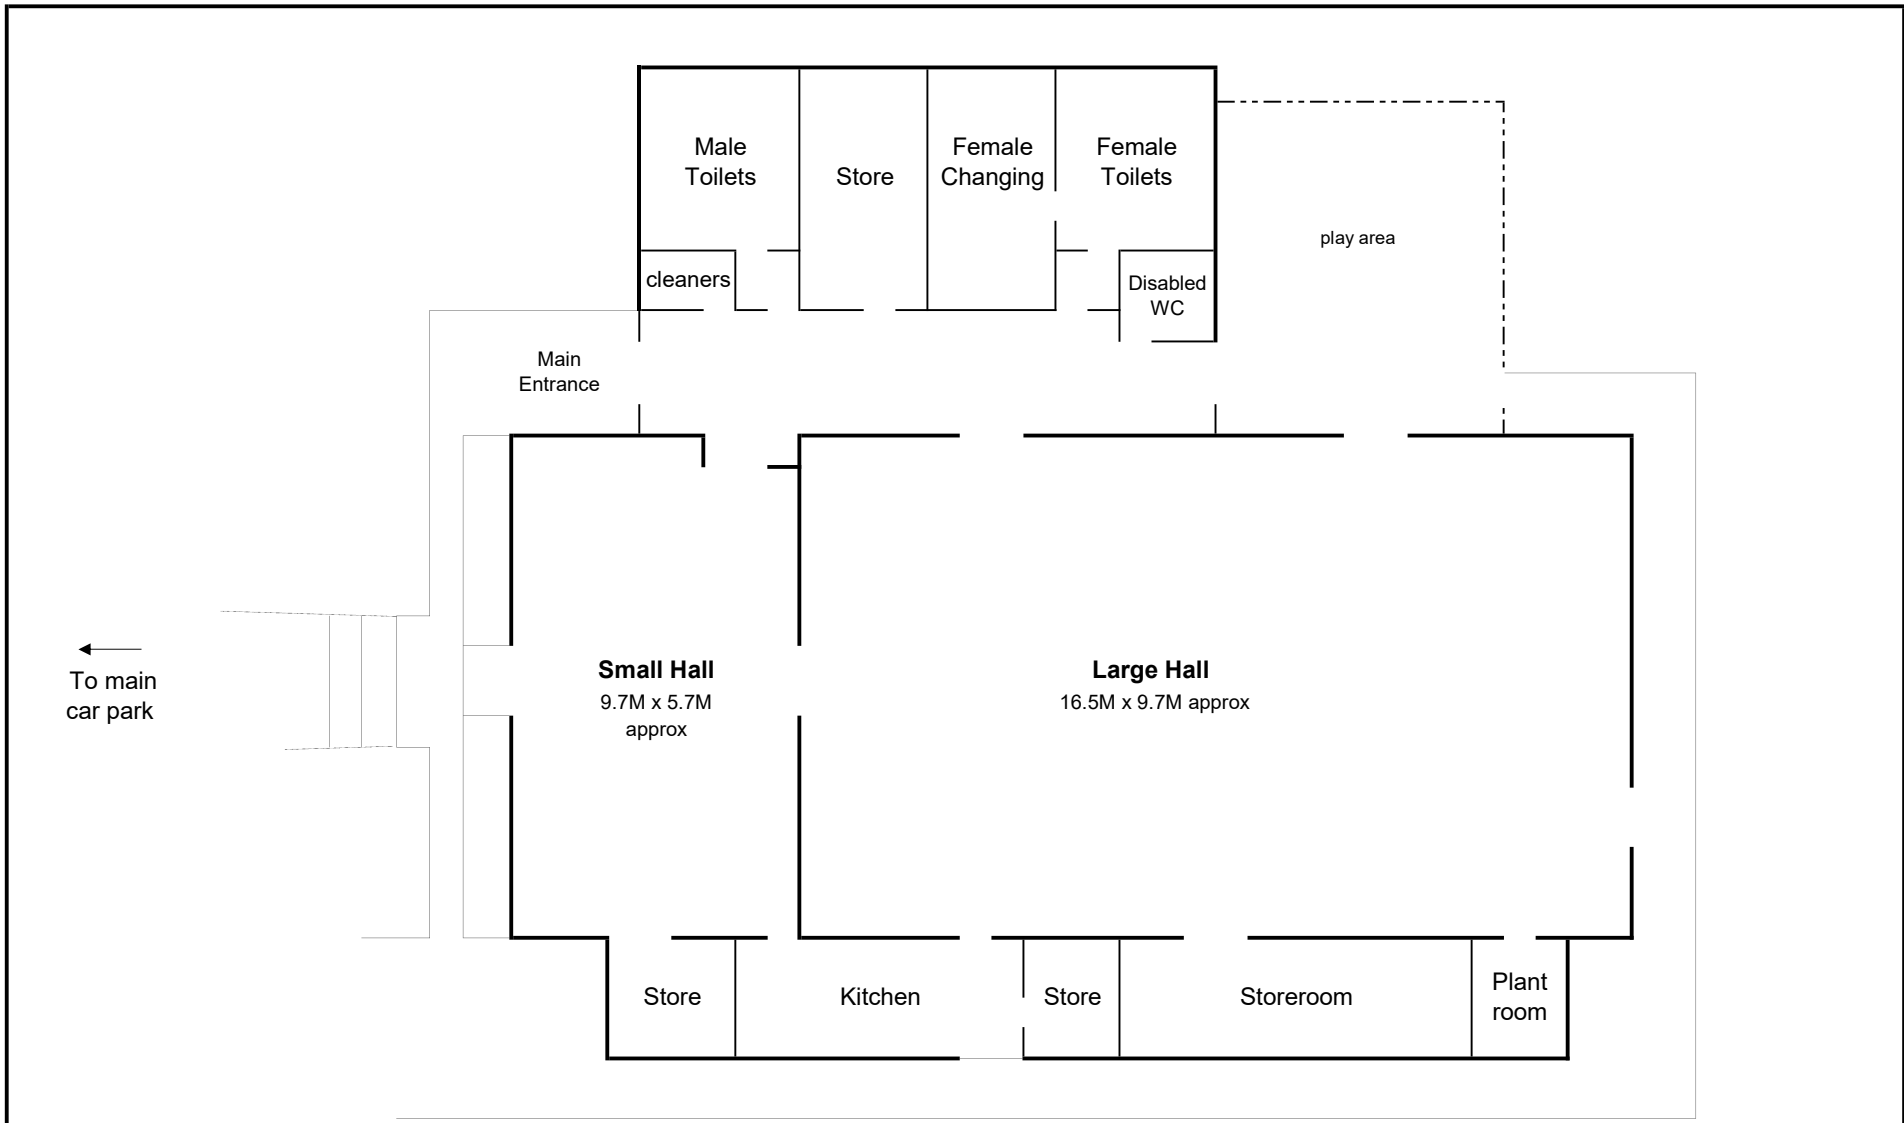 Male
Toilets
Store
Female
Changing
Female
Toilets
play area
cleaners
Disabled
WC
Main
Entrance
To main
car park
Small Hall
9.7M x 5.7M
approx
Large Hall
16.5M x 9.7M approx
Store
Kitchen
Store
Storeroom
Plant
room